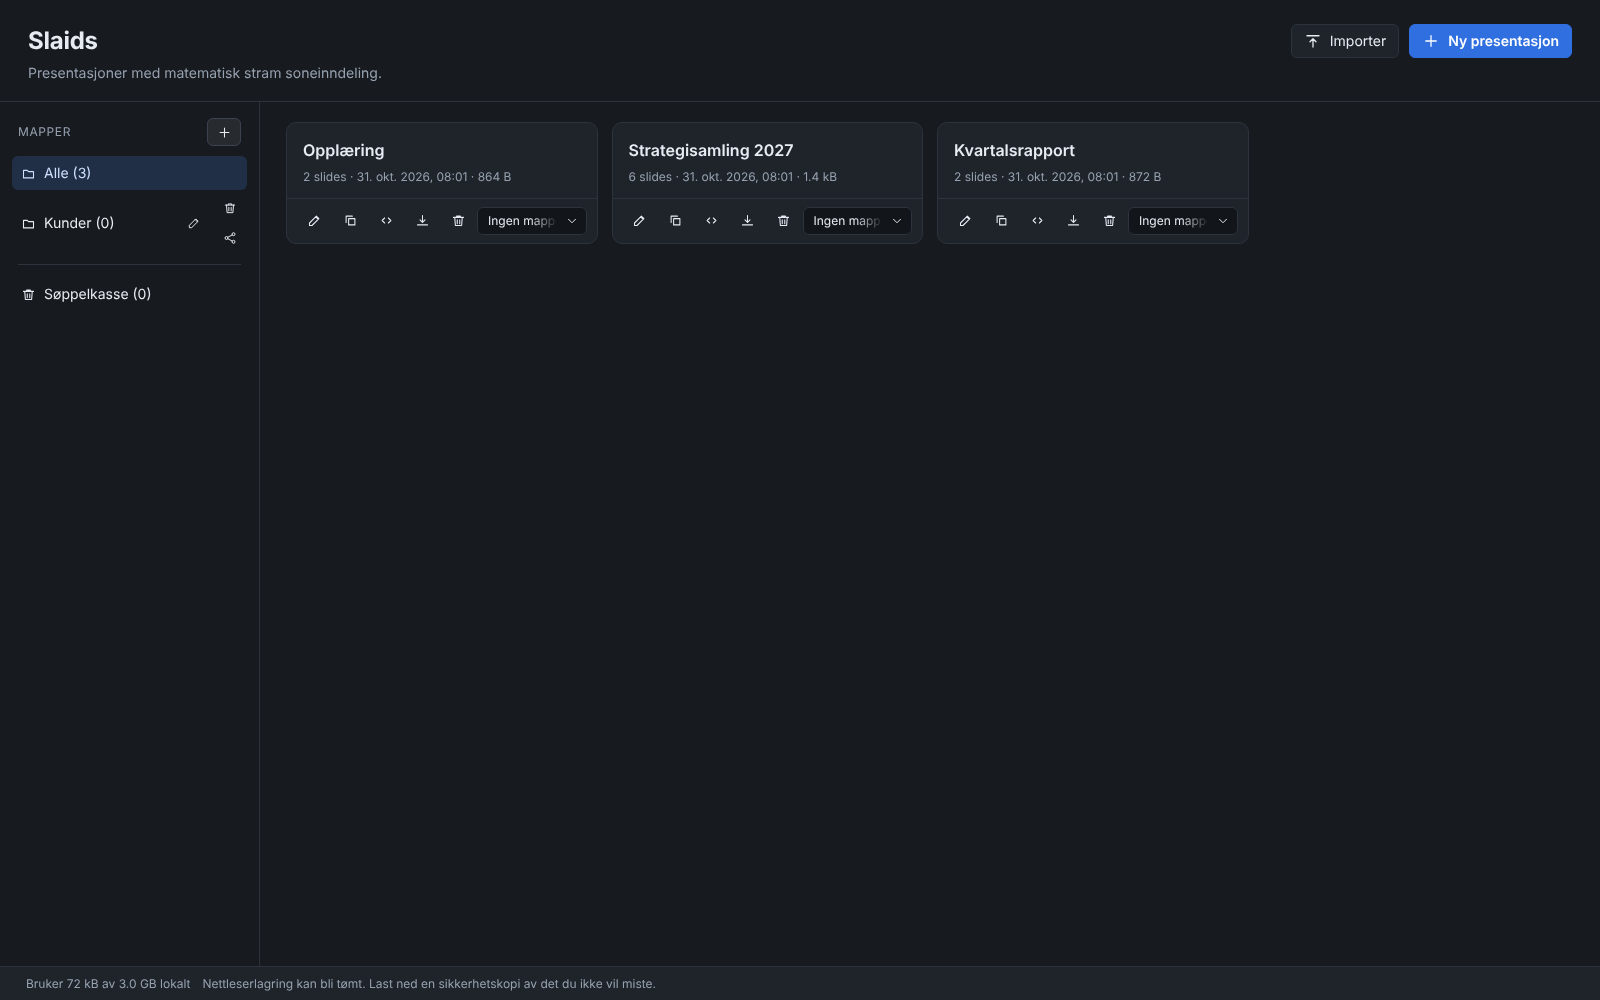 Slaids
Presentasjoner med matematisk stram soneinndeling.
Importer
Ny presentasjon
MAPPER
Alle (3)
Kunder (0)
Søppelkasse (0)
Opplæring
2 slides · 31. okt. 2026, 08:01 · 864 B
Ingen mapp
Strategisamling 2027
6 slides · 31. okt. 2026, 08:01 · 1.4 kB
Ingen mapp
Kvartalsrapport
2 slides · 31. okt. 2026, 08:01 · 872 B
Ingen mapp
Bruker 72 kB av 3.0 GB lokalt Nettleserlagring kan bli tømt. Last ned en sikkerhetskopi av det du ikke vil miste.